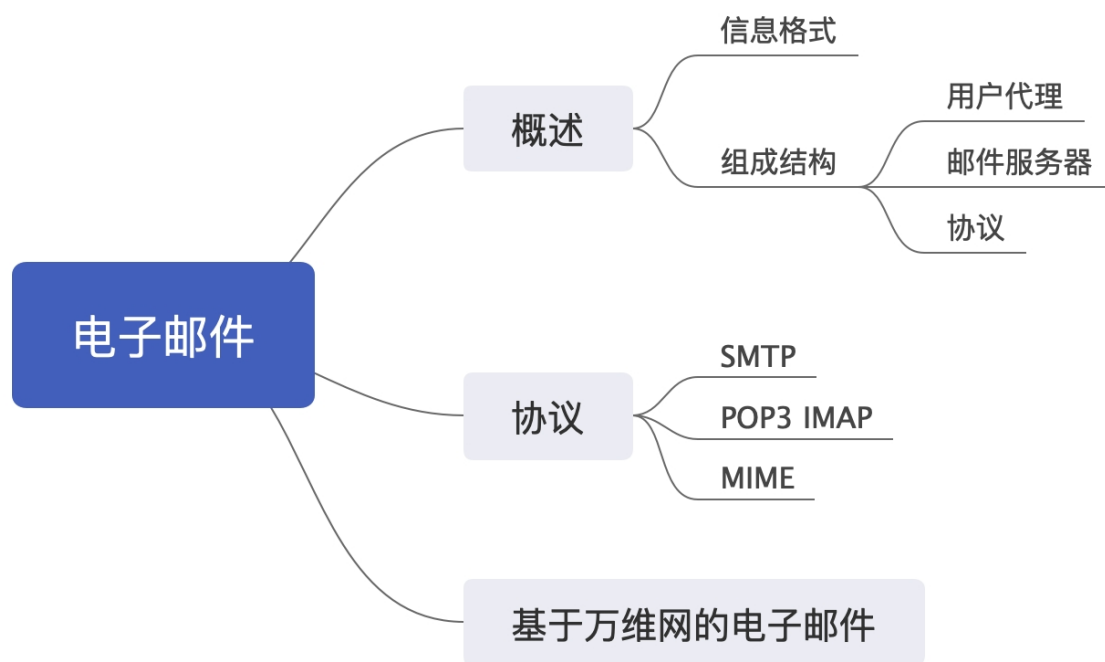 电子邮件
概述
信息格式
组成结构
用户代理
邮件服务器
协议
协议
SMTP
POP3 IMAP
MIME
基于万维网的电子邮件